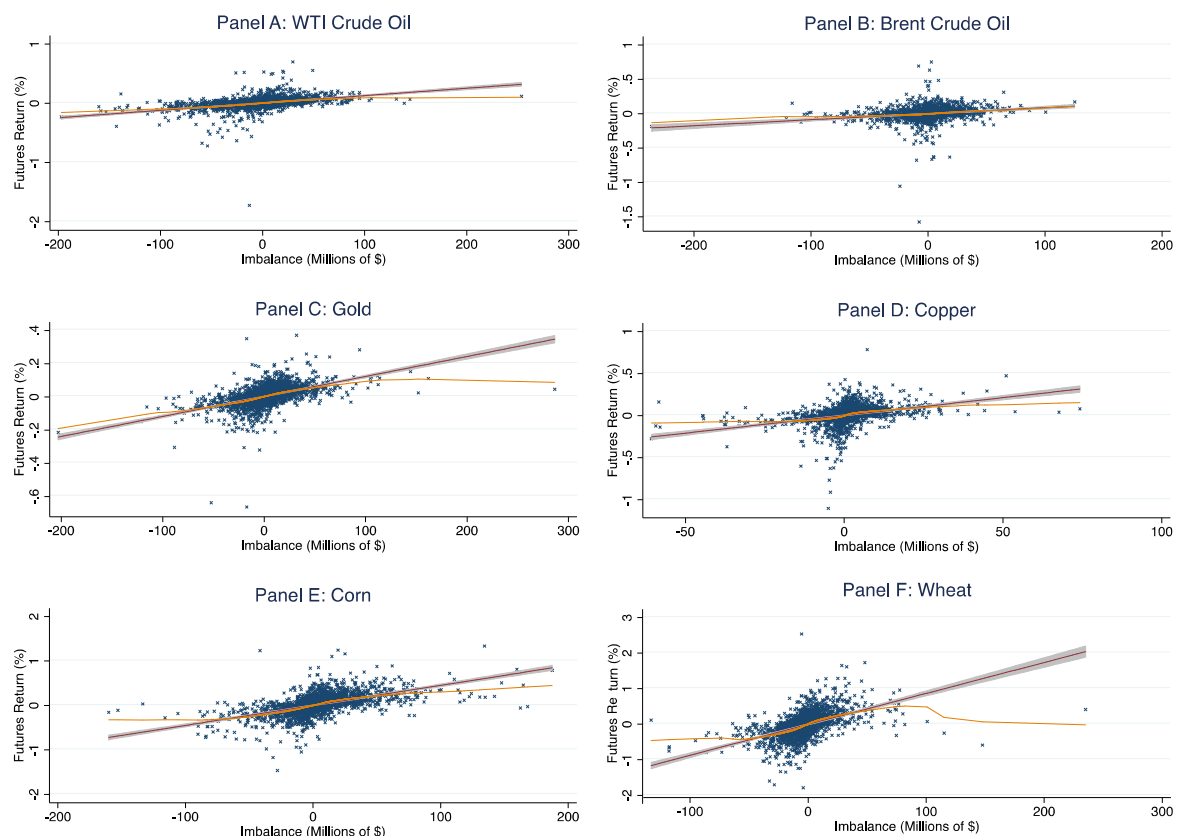 Panel A: WTI Crude Oil
Futures Return (%)
1
0
-1
-2
-200 -100 0 100 200 300
Imbalance (Millions of $)
Panel B: Brent Crude Oil
Futures Return (%)
1
.5
0
-.5
-1
-1.5
-100 0 100 200
Imbalance (Millions of $)
Panel C: Gold
Futures Return (%)
.4
.2
0
-.2
-.4
-.6
-200 -100 0 100 200 300
Imbalance (Millions of $)
Panel D: Copper
Futures Return (%)
1
.5
0
-.5
-1
-50 0 50 100
Imbalance (Millions of $)
Panel E: Corn
Futures Return (%)
2
1
0
-1
-2
-200 -100 0 100 200
Imbalance (Millions of $)
Panel F: Wheat
Futures Re turn (%)
3
2
1
0
-1
-2
-100 0 100 200 300
Imbalance (Millions of $)